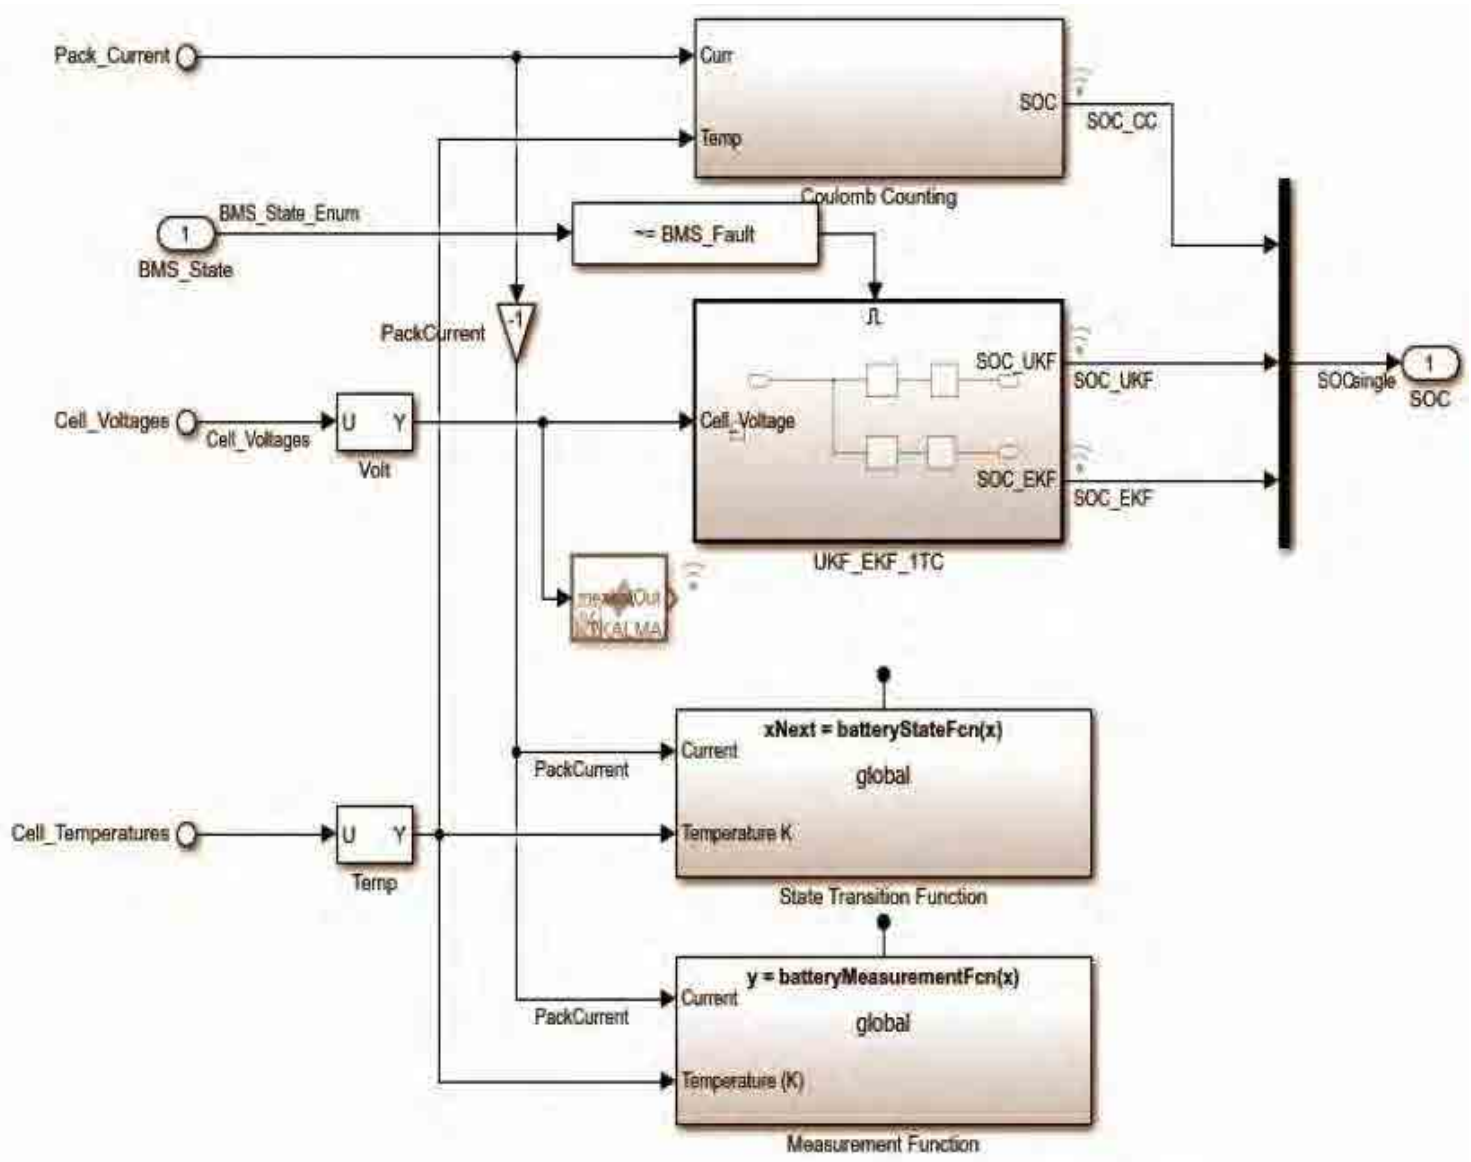 Pack_Current
Curr
SOC
SOC_CC
Temp
Coulomb Counting
BMS_State_Enum
1
BMS_State
~= BMS_Fault
-1
PackCurrent
SOC_UKF
SOC_UKF
SOCsingle
1
SOC
Cell_Voltages
Cell_Voltages
U
Y
Volt
Cell_Voltage
SOC_EKF
SOC_EKF
UKF_EKF_1TC
xNext = batteryStateFcn(x)
Current
PackCurrent
global
Cell_Temperatures
U
Y
Temp
Temperature K
State Transition Function
y = batteryMeasurementFcn(x)
Current
PackCurrent
global
Temperature (K)
Measurement Function